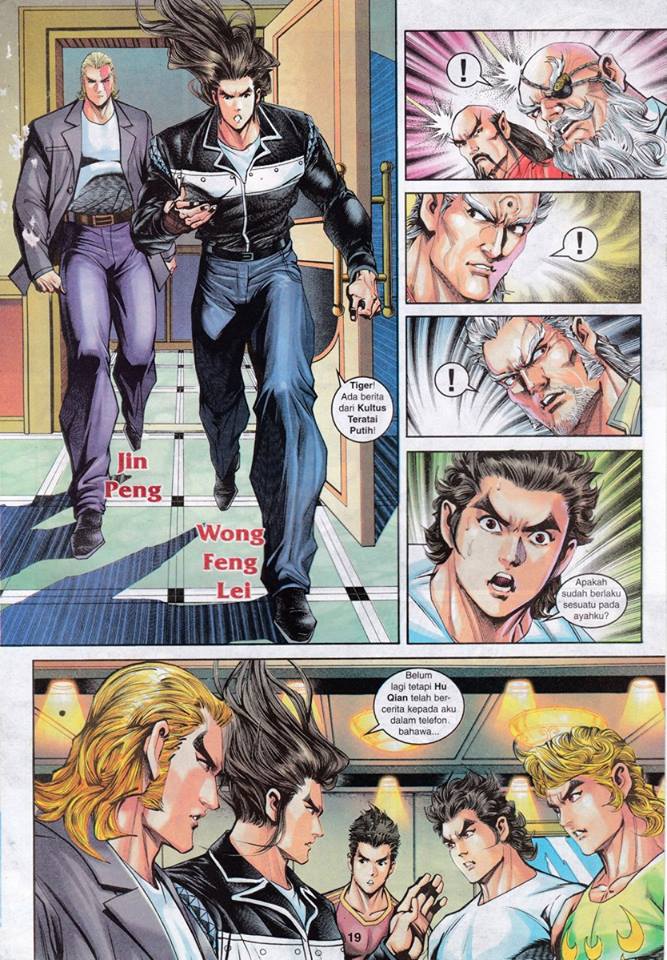 Jin
Peng
Wong
Feng
Lei
Tiger!
Ada berita
dari Kultus
Teratai
Putih!
!
!
!
Apakah
sudah berlaku
sesuatu pada
ayahku?
Belum
lagi tetapi Hu
Qian telah ber-
cerita kepada aku
dalam telefon
bahawa...
19